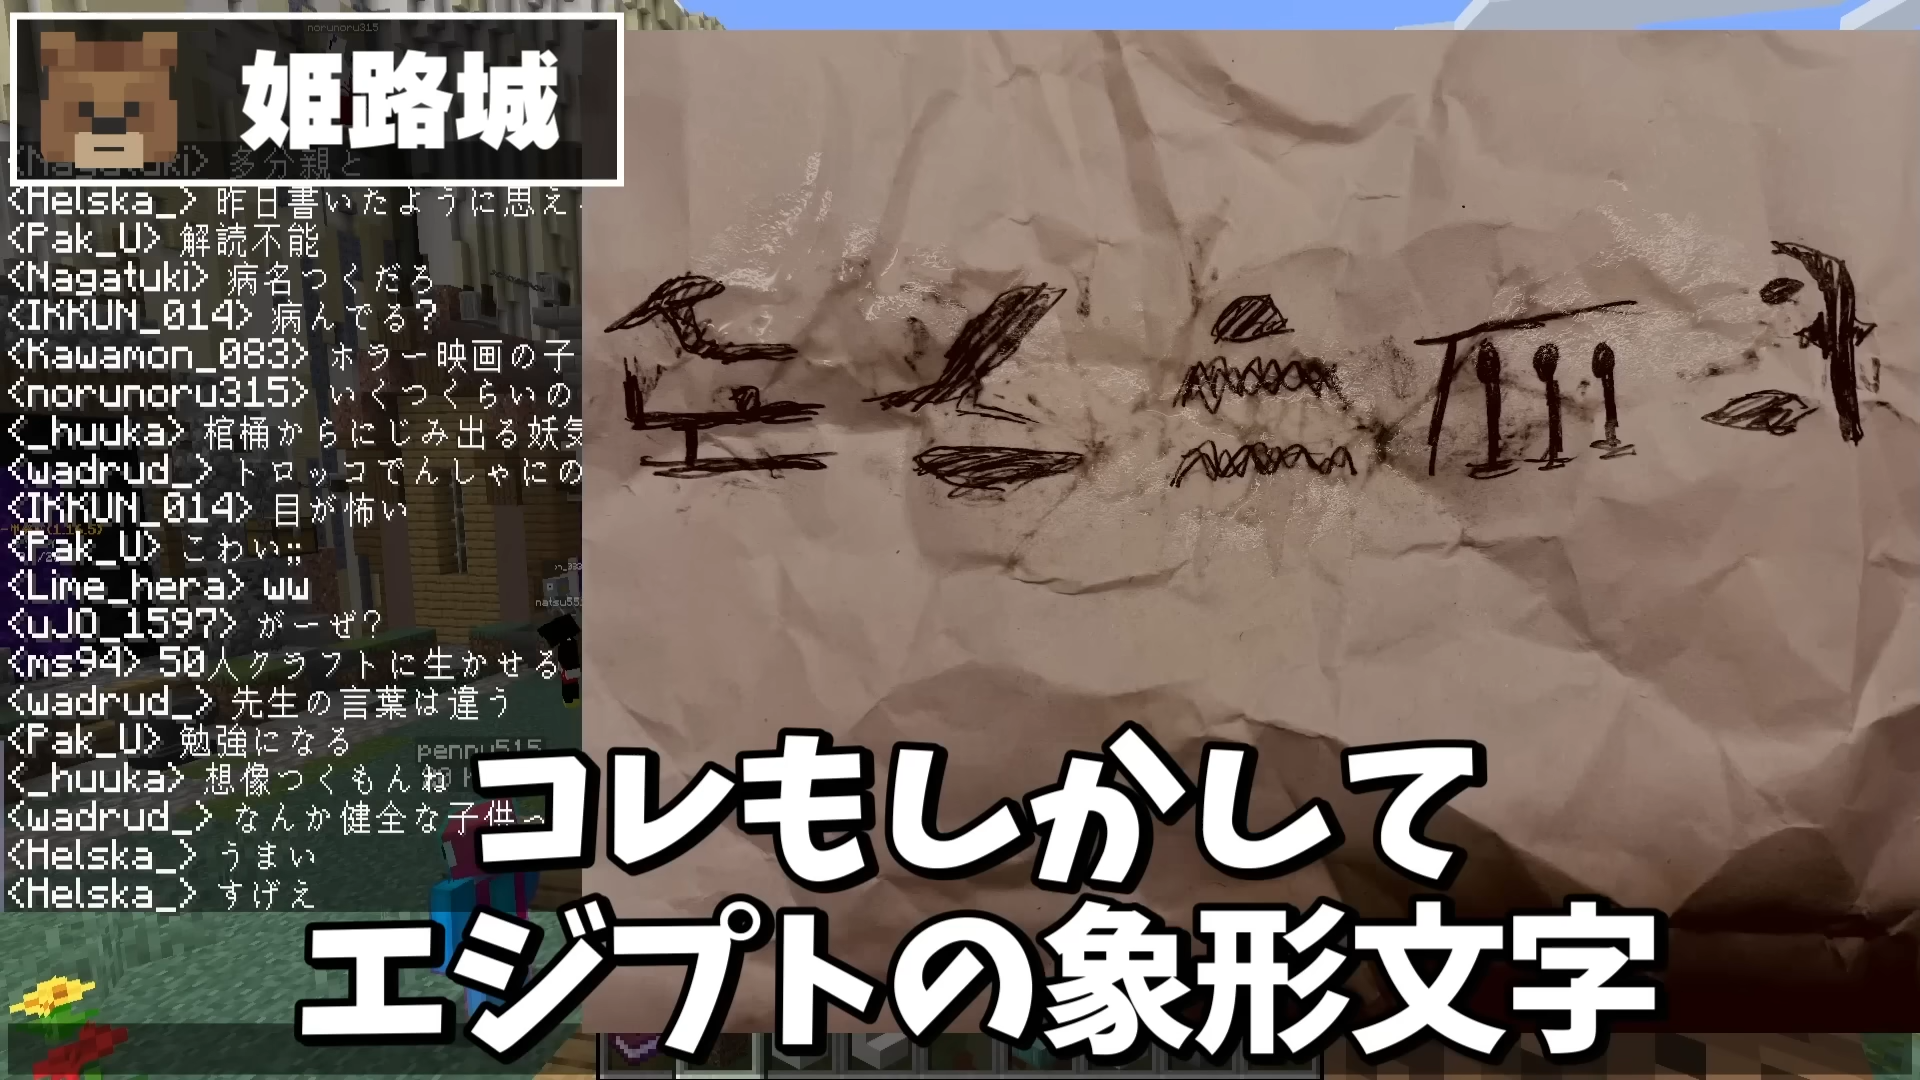 norunoru315
姫路城
<Nagatuki> 多分親と
<Helska_> 昨日書いたように思え
<Pak_U> 解読不能
<Nagatuki> 病名つくだろ
<IKKUN_014> 病んでる?
<Kawamon_083> ホラー映画の子
<norunoru315> いくつくらいの
<_huuka> 棺桶からにじみ出る妖気
<wadrud_> トロッコでんしゃにの
<IKKUN_014> 目が怖い
<Pak_U> こわい;;
<Lime_hera> ww
<uJO_1597> がーぜ?
<ms94> 50人クラフトに生かせる
<wadrud_> 先生の言葉は違う
<Pak_U> 勉強になる
penny515
<_huuka> 想像つくもんね
<wadrud_> なんか健全な子供
<Helska_> うまい
<Helska_> すげえ
コレもしかして
エジプトの象形文字